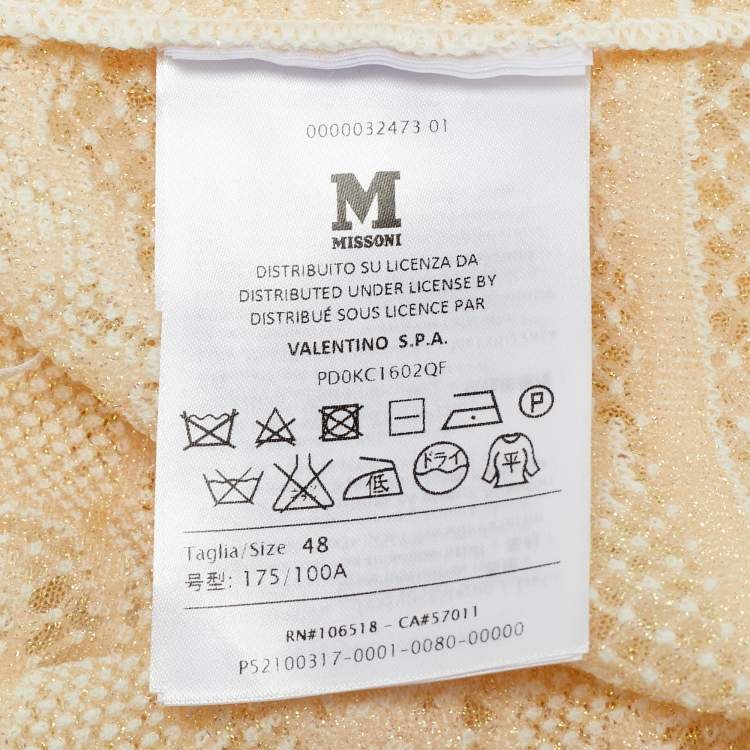 0000032473 01
M
MISSONI
DISTRIBUITO SU LICENZA DA
DISTRIBUTED UNDER LICENSE BY
DISTRIBUÉ SOUS LICENCE PAR
VALENTINO S.P.A.
PD0KC1602QF
P
低 ドライ 平
Taglia/Size 48
号型: 175/100A
RN#106518 - CA#57011
P52100317-0001-0080-00000